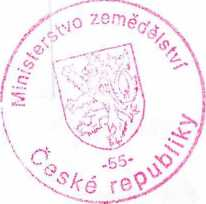 Ministerstvo zemědělství
-55-
České republiky